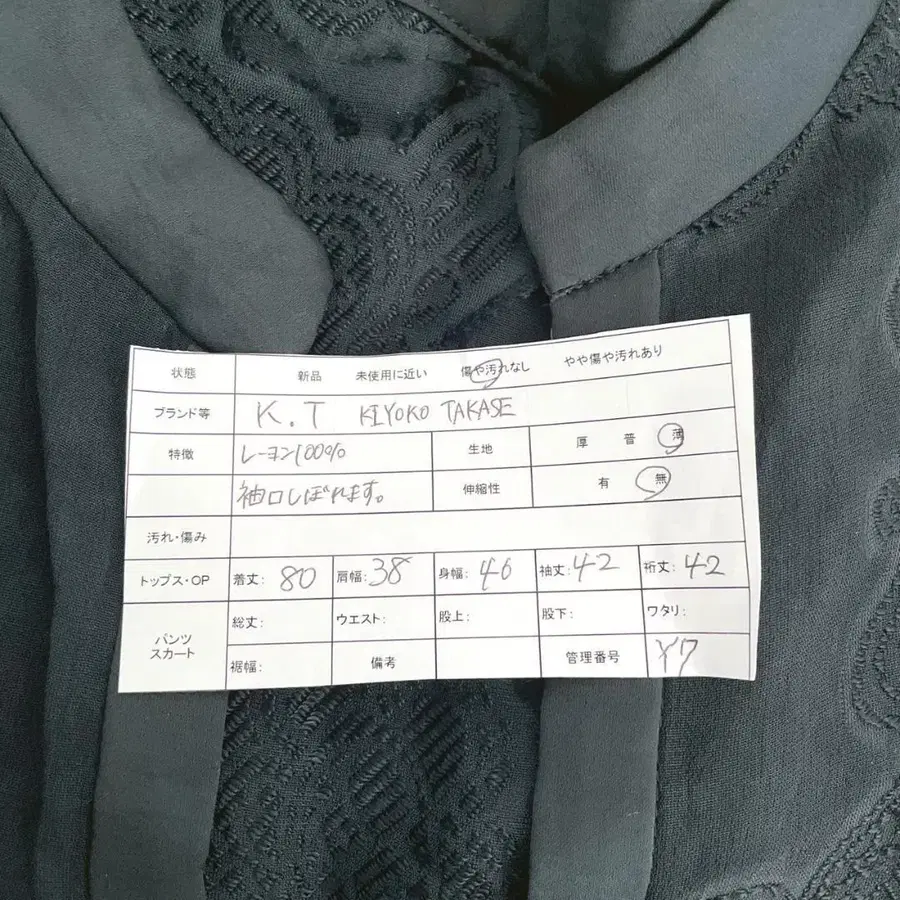 状態 新品 未使用に近い 傷や汚れなし やや傷や汚れあり
ブランド等 K.T KIYOKO TAKASE
特徴 レーヨン100% 生地 厚 普 薄
袖口しぼれます。 伸縮性 有 無
汚れ・傷み
トップス・OP 着丈: 80 肩幅: 38 身幅: 46 袖丈: 42 裄丈: 42
パンツ スカート 総丈: ウエスト: 股上: 股下: ワタリ:
裾幅: 備考 管理番号